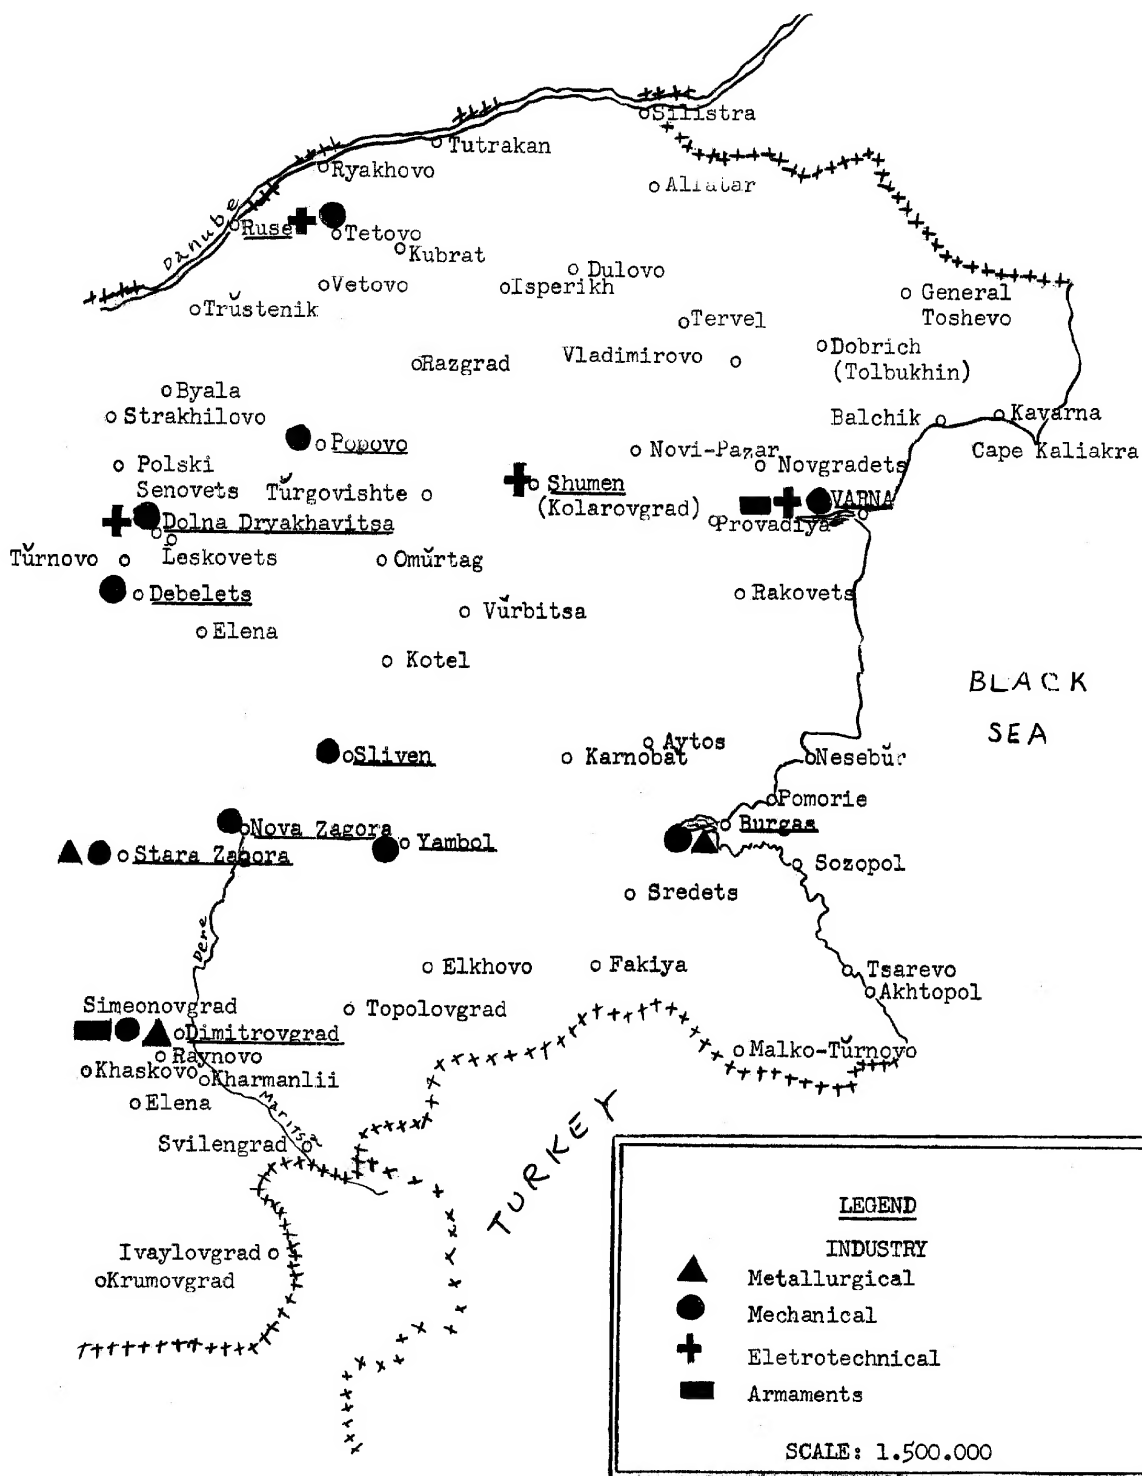 Silistra
Tutrakan
Ryakhovo
Alfatar
Danube
Ruse
Tetovo
Kubrat
Dulovo
Vetovo
Isperikh
General
Toshevo
Trŭstenik
Tervel
Dobrich
(Tolbukhin)
Vladimirovo
Razgrad
Byala
Strakhilovo
Balchik
Kavarna
Cape Kaliakra
Popovo
Novi-Pazar
Novgradets
Polski
Senovets
Tŭrgovishte
Shumen
(Kolarovgrad)
VARNA
Provadiya
Dolna Dryakhavitsa
Tŭrnovo
Leskovets
Omŭrtag
Debelets
Rakovets
Vŭrbitsa
Elena
Kotel
BLACK
SEA
Aytos
Sliven
Karnobat
Nesebŭr
Pomorie
Nova Zagora
Burgas
Yambol
Stara Zagora
Sozopol
Sredets
Dere
Elkhovo
Fakiya
Tsarevo
Akhtopol
Simeonovgrad
Topolovgrad
Dimitrovgrad
Raynovo
Malko-Tŭrnovo
Khaskovo
Kharmanlii
Elena
Maritsa
Svilengrad
TURKEY
Ivaylovgrad
Krumovgrad
LEGEND
INDUSTRY
Metallurgical
Mechanical
Eletrotechnical
Armaments
SCALE: 1.500.000